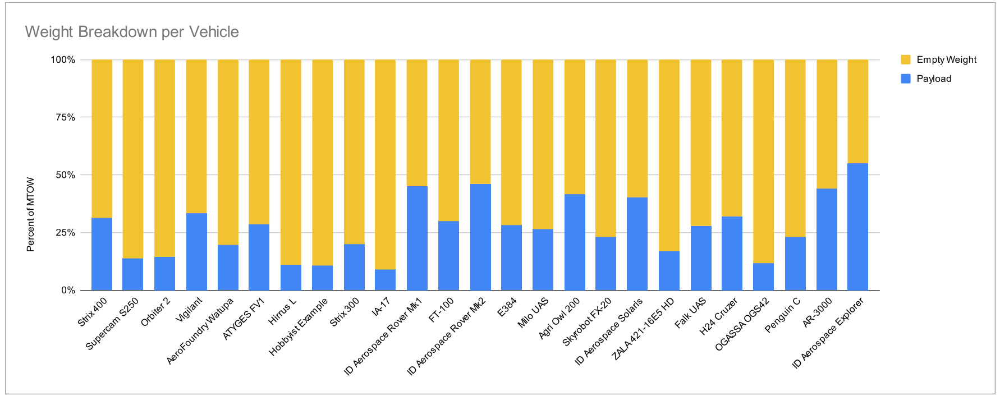 Weight Breakdown per Vehicle
Empty Weight
Payload
Percent of MTOW
100%
75%
50%
25%
0%
Strix 400
Supercam S250
Orbiter 2
Vigilant
AeroFoundry Watupa
ATYGES FV1
Hirrus L
Hobbyist Example
Strix 300
IA-17
ID Aerospace Rover Mk1
FT-100
ID Aerospace Rover Mk2
E384
Milo UAS
Agri Owl 200
Skyrobot FX-20
ID Aerospace Solaris
ZALA 421-16E5 HD
Falk UAS
H24 Cruzer
OGASSA OGS42
Penguin C
AR-3000
ID Aerospace Explorer